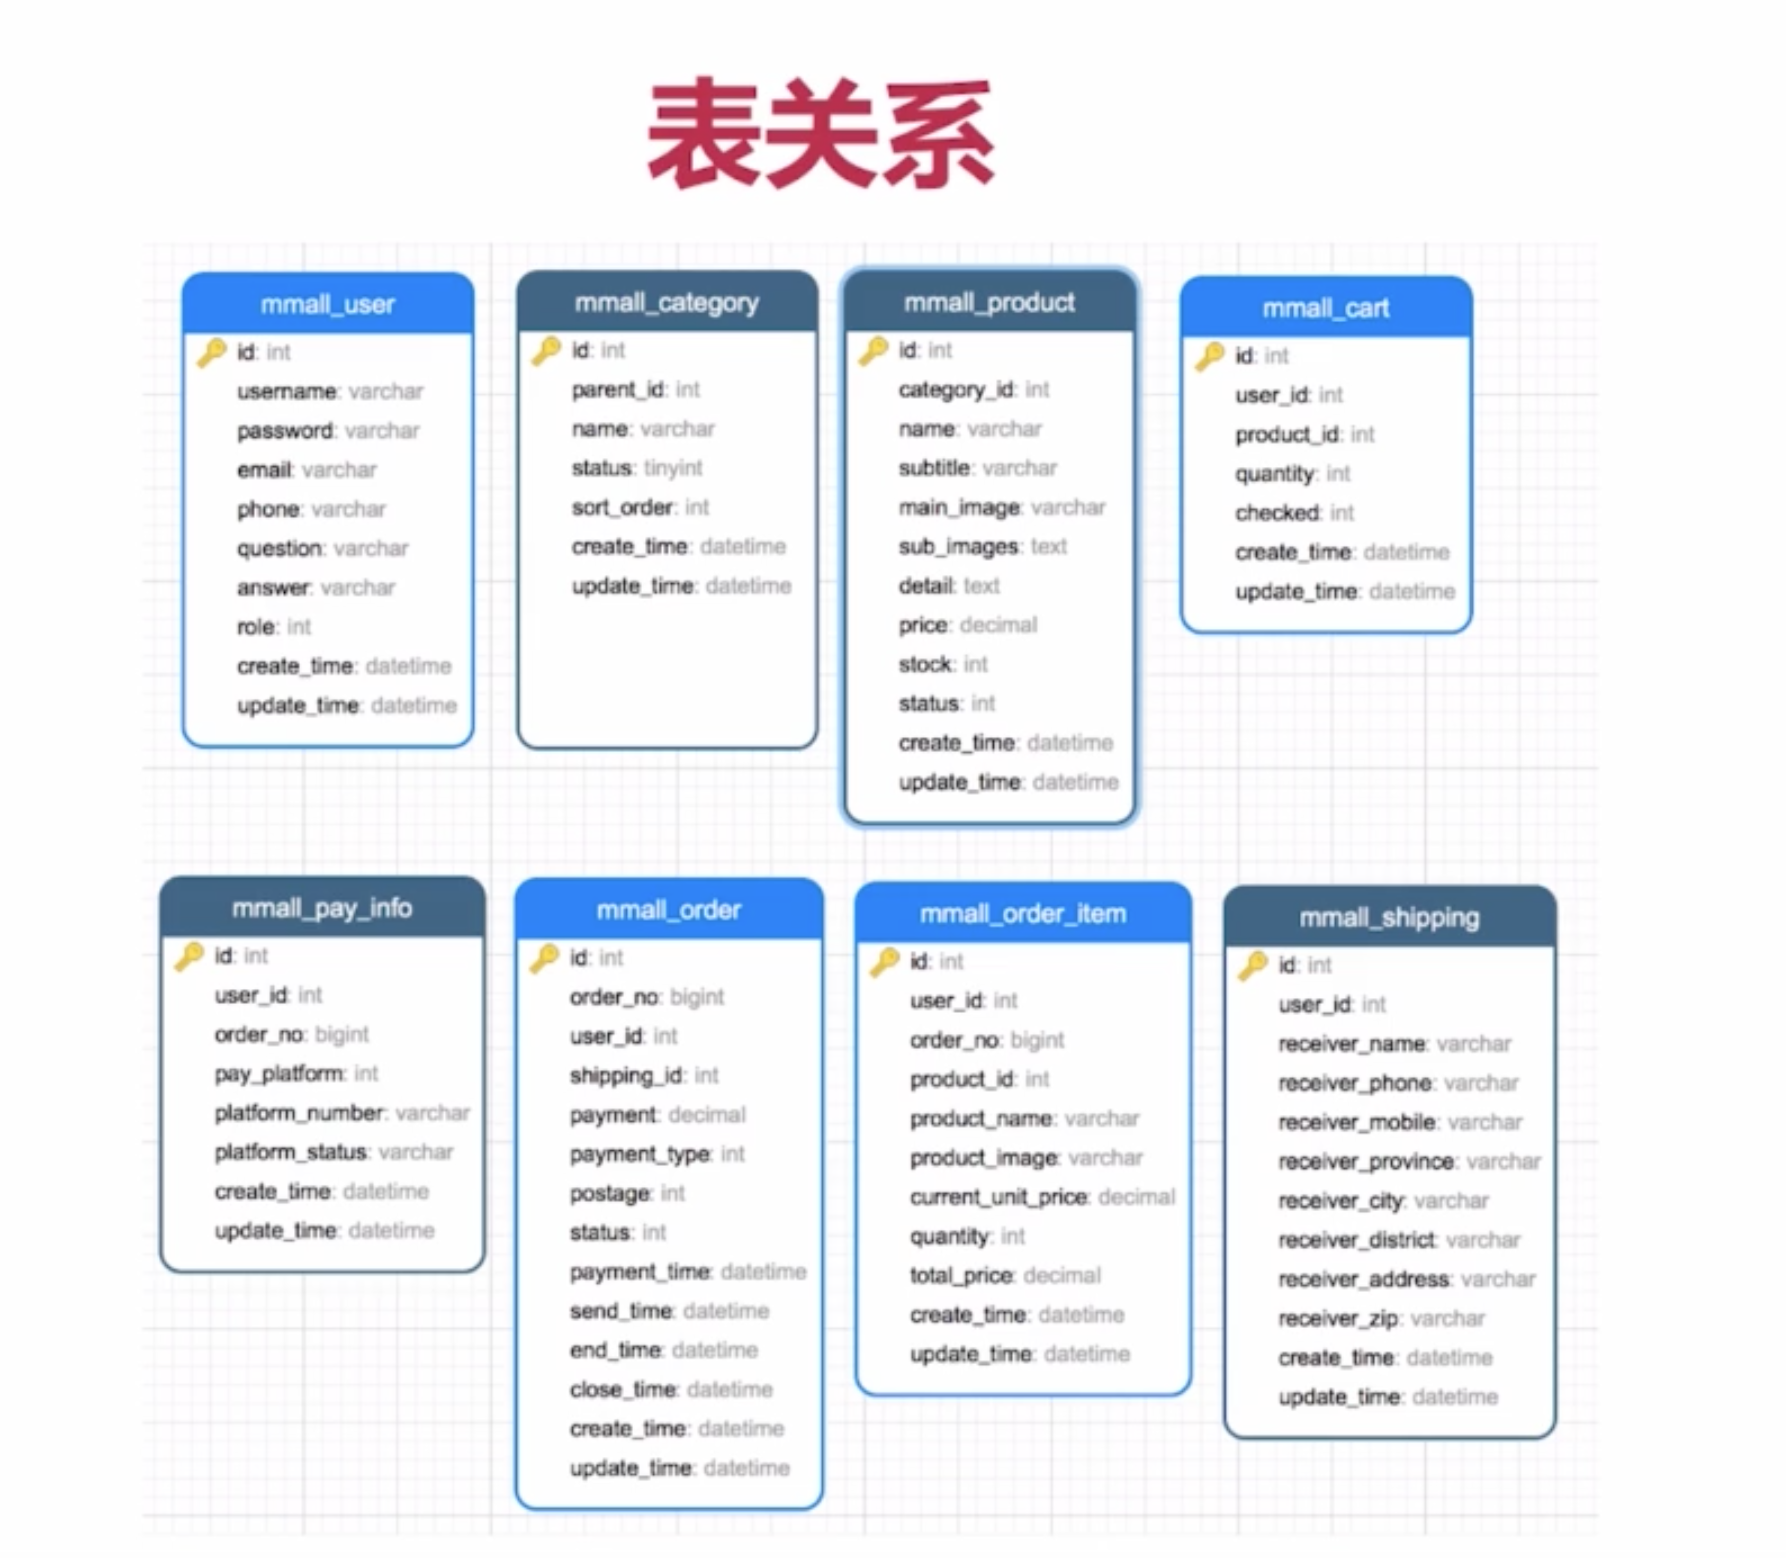 表关系
mmall_user
id: int
username: varchar
password: varchar
email: varchar
phone: varchar
question: varchar
answer: varchar
role: int
create_time: datetime
update_time: datetime
mmall_category
id: int
parent_id: int
name: varchar
status: tinyint
sort_order: int
create_time: datetime
update_time: datetime
mmall_product
id: int
category_id: int
name: varchar
subtitle: varchar
main_image: varchar
sub_images: text
detail: text
price: decimal
stock: int
status: int
create_time: datetime
update_time: datetime
mmall_cart
id: int
user_id: int
product_id: int
quantity: int
checked: int
create_time: datetime
update_time: datetime
mmall_pay_info
id: int
user_id: int
order_no: bigint
pay_platform: int
platform_number: varchar
platform_status: varchar
create_time: datetime
update_time: datetime
mmall_order
id: int
order_no: bigint
user_id: int
shipping_id: int
payment: decimal
payment_type: int
postage: int
status: int
payment_time: datetime
send_time: datetime
end_time: datetime
close_time: datetime
create_time: datetime
update_time: datetime
mmall_order_item
id: int
user_id: int
order_no: bigint
product_id: int
product_name: varchar
product_image: varchar
current_unit_price: decimal
quantity: int
total_price: decimal
create_time: datetime
update_time: datetime
mmall_shipping
id: int
user_id: int
receiver_name: varchar
receiver_phone: varchar
receiver_mobile: varchar
receiver_province: varchar
receiver_city: varchar
receiver_district: varchar
receiver_address: varchar
receiver_zip: varchar
create_time: datetime
update_time: datetime